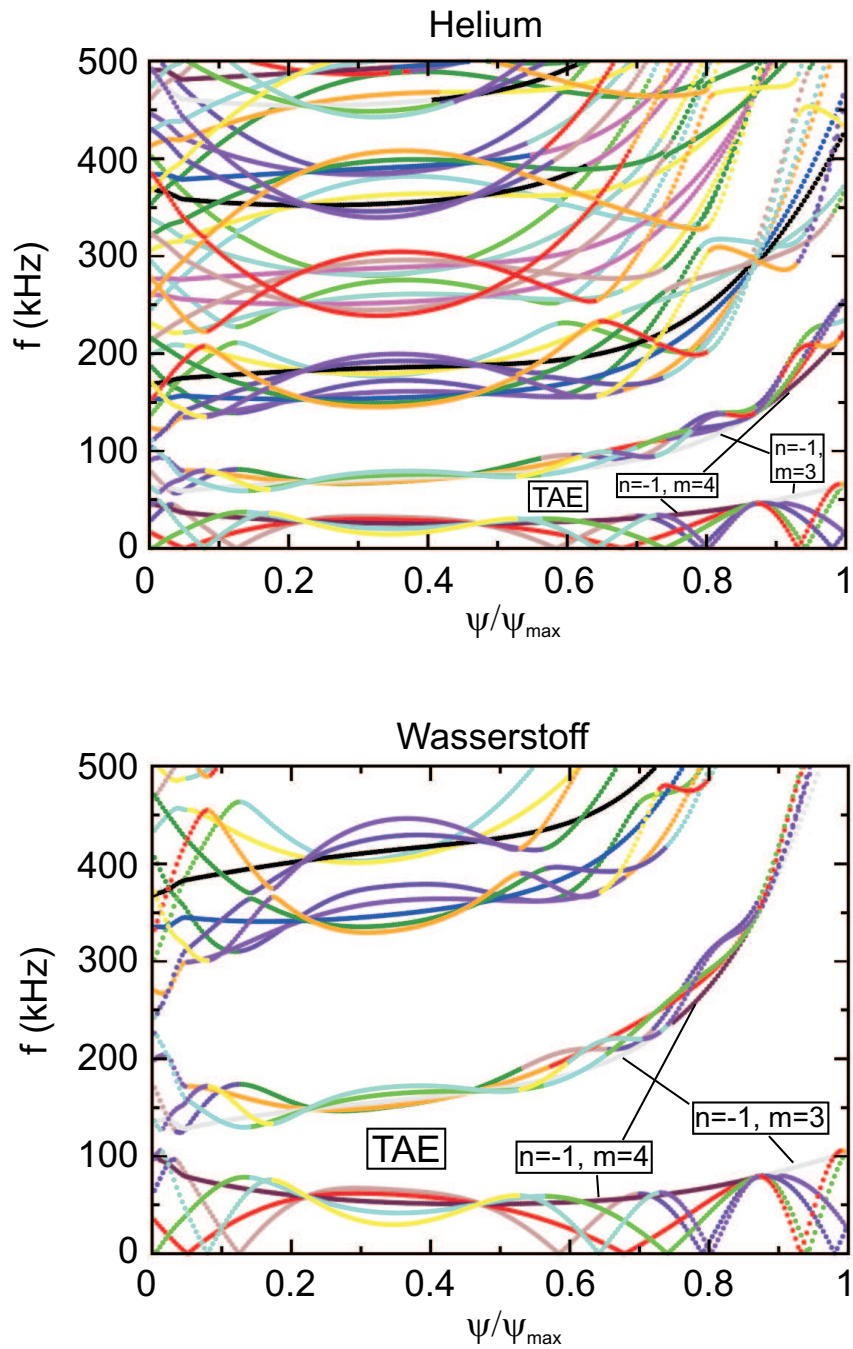 Helium
500
400
300
200
100
0
f (kHz)
n=-1,
m=3
n=-1, m=4
TAE
0 0.2 0.4 0.6 0.8 1
ψ/ψmax
Wasserstoff
500
400
300
200
100
0
f (kHz)
n=-1, m=3
TAE
n=-1, m=4
0 0.2 0.4 0.6 0.8 1
ψ/ψmax